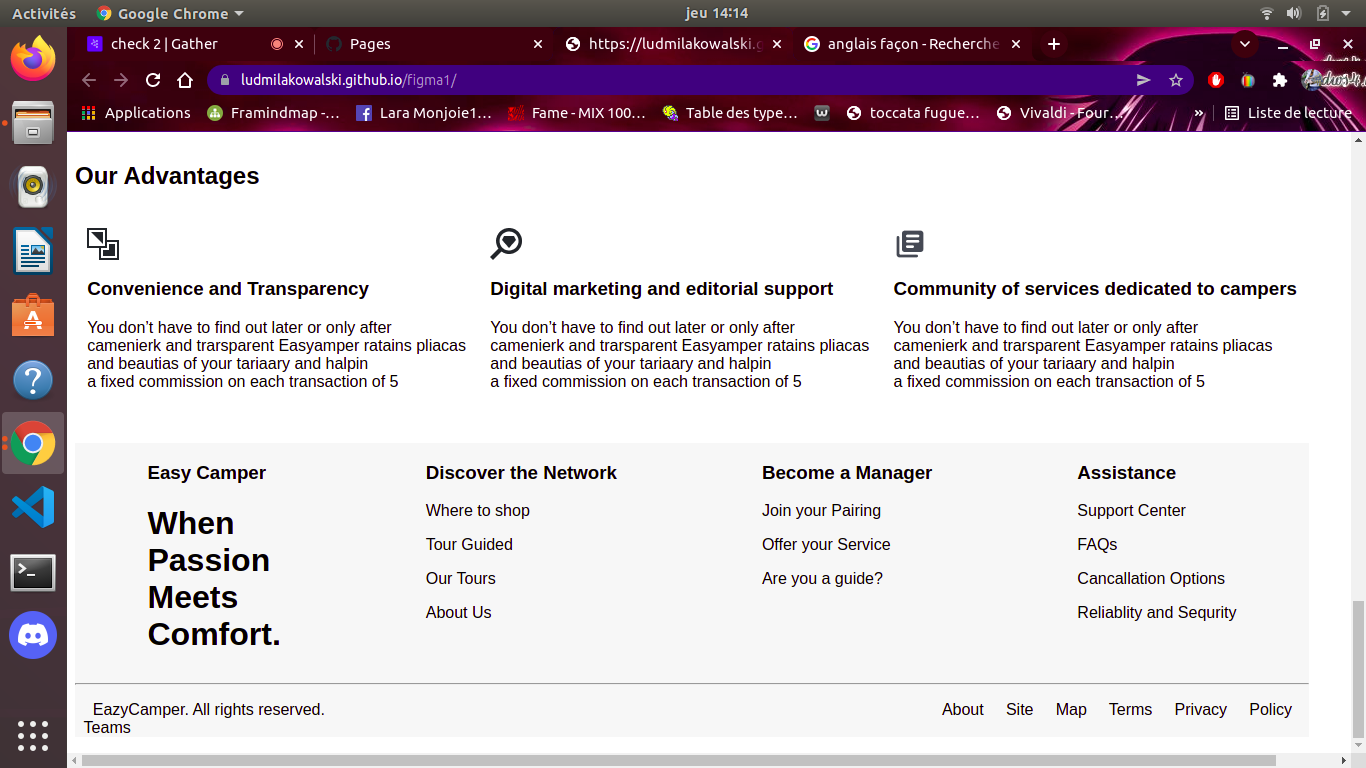 Activités Google Chrome jeu 14:14
check 2 | Gather Pages https://ludmilakowalski.g anglais façon - Recherche
ludmilakowalski.github.io/figma1/
Applications Framindmap -... Lara Monjoie1... Fame - MIX 100... Table des type... toccata fugue... Vivaldi - Four... » Liste de lecture
Our Advantages
Convenience and Transparency Digital marketing and editorial support Community of services dedicated to campers
You don't have to find out later or only after You don't have to find out later or only after You don't have to find out later or only after
camenierk and trarsparent Easyamper ratains pliacas camenierk and trarsparent Easyamper ratains pliacas camenierk and trarsparent Easyamper ratains pliacas
and beautias of your tariaary and halpin and beautias of your tariaary and halpin and beautias of your tariaary and halpin
a fixed commission on each transaction of 5 a fixed commission on each transaction of 5 a fixed commission on each transaction of 5
Easy Camper Discover the Network Become a Manager Assistance
When
Passion
Meets
Comfort.
Where to shop Join your Pairing Support Center
Tour Guided Offer your Service FAQs
Our Tours Are you a guide? Cancallation Options
About Us Reliablity and Sequrity
EazyCamper. All rights reserved. About Site Map Terms Privacy Policy
Teams